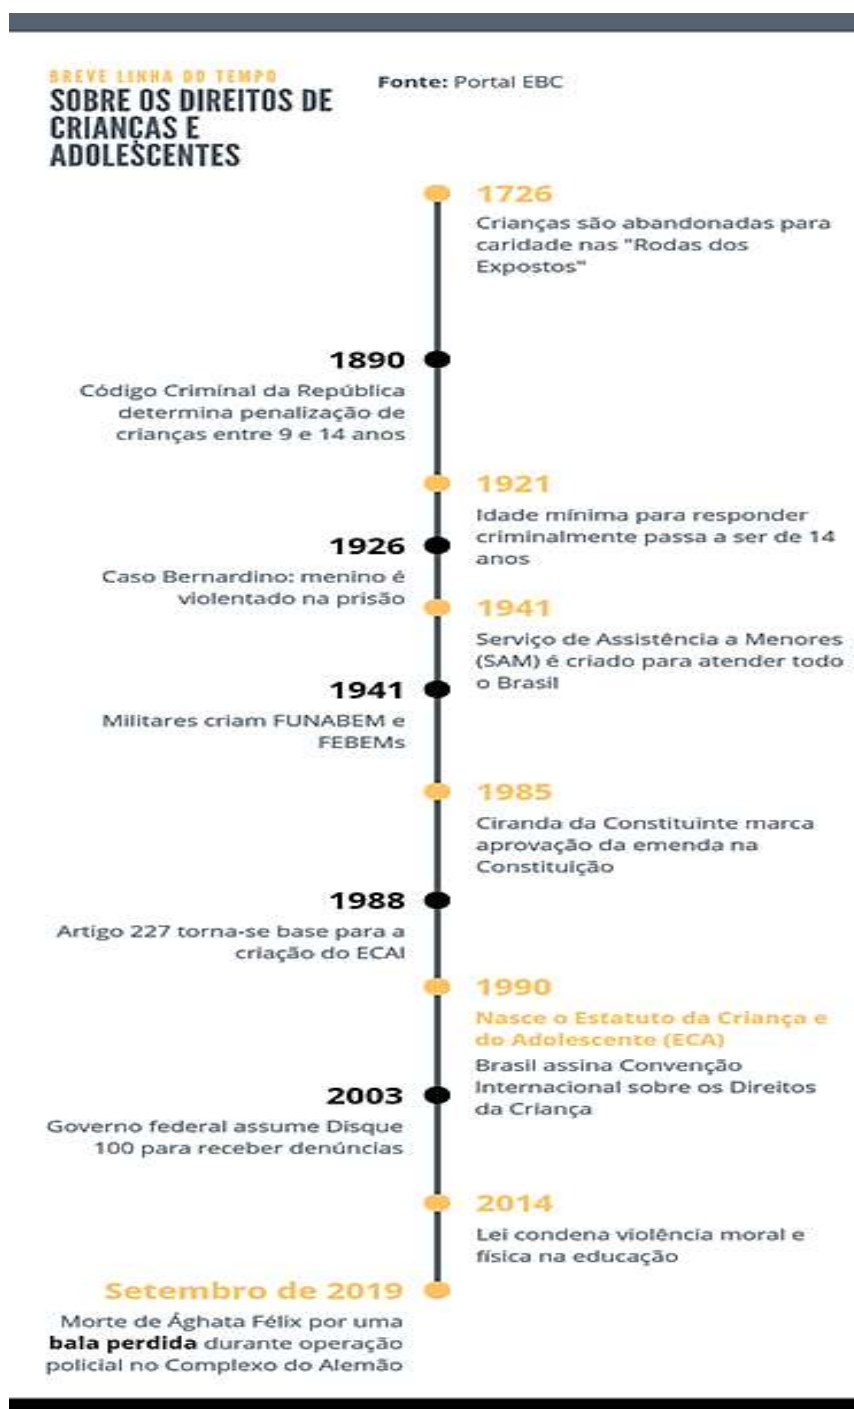 BREVE LINHA DO TEMPO
SOBRE OS DIREITOS DE
CRIANÇAS E
ADOLESCENTES
Fonte: Portal EBC
1726
Crianças são abandonadas para
caridade nas "Rodas dos
Expostos"
1890
Código Criminal da República
determina penalização de
crianças entre 9 e 14 anos
1921
Idade mínima para responder
criminalmente passa a ser de 14
anos
1926
Caso Bernardino: menino é
violentado na prisão
1941
Serviço de Assistência a Menores
(SAM) é criado para atender todo
o Brasil
1941
Militares criam FUNABEM e
FEBEMs
1985
Ciranda da Constituinte marca
aprovação da emenda na
Constituição
1988
Artigo 227 torna-se base para a
criação do ECAI
1990
Nasce o Estatuto da Criança e
do Adolescente (ECA)
Brasil assina Convenção
Internacional sobre os Direitos
da Criança
2003
Governo federal assume Disque
100 para receber denúncias
2014
Lei condena violência moral e
física na educação
Setembro de 2019
Morte de Ághata Félix por uma
bala perdida durante operação
policial no Complexo do Alemão